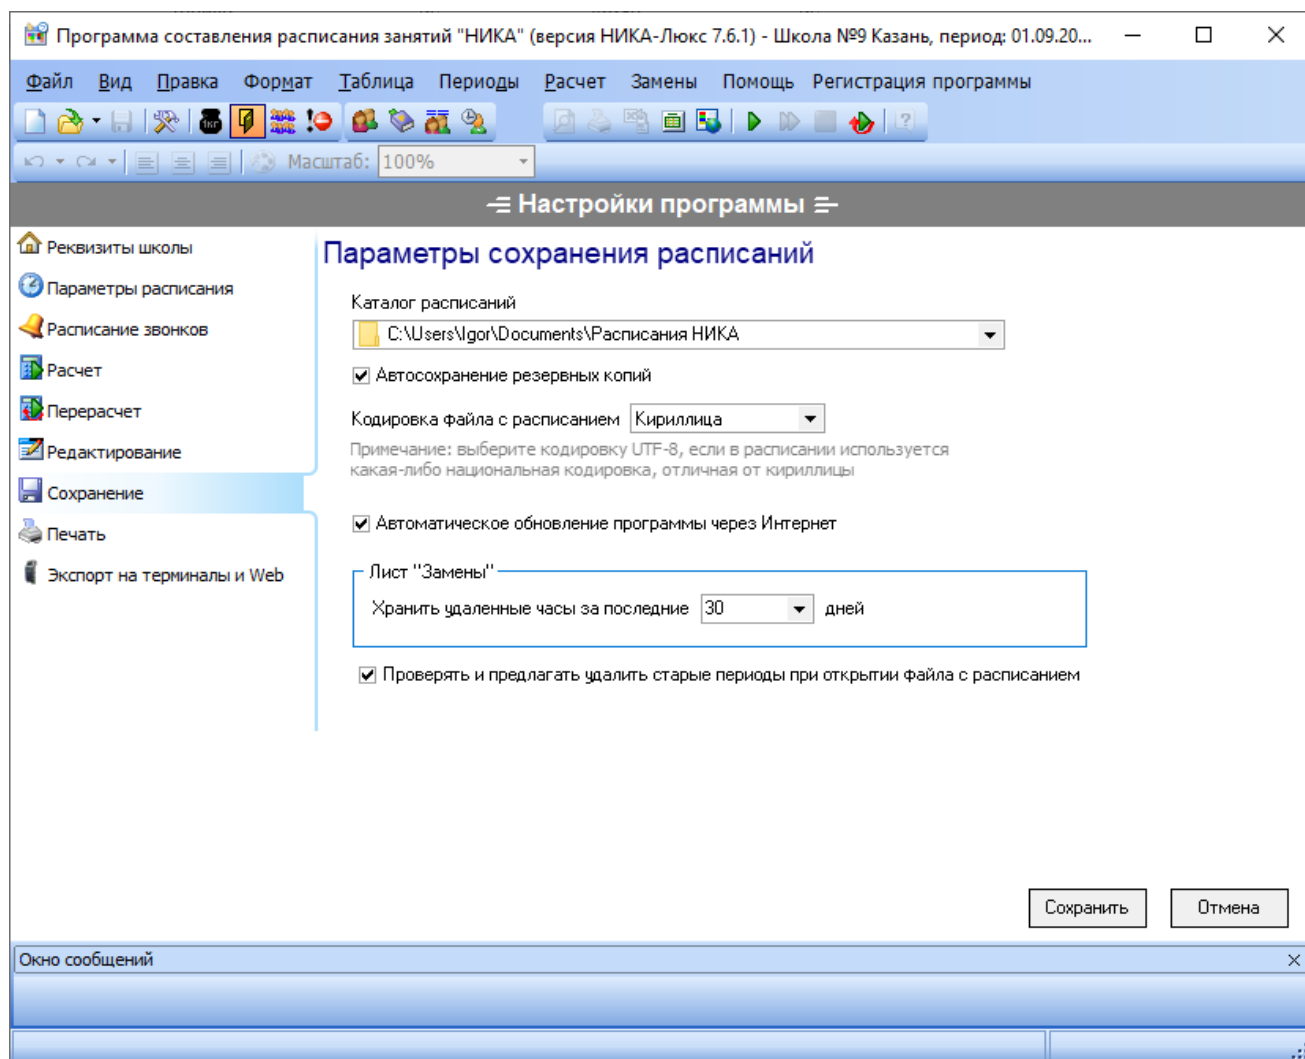 Программа составления расписания занятий "НИКА" (версия НИКА-Люкс 7.6.1) - Школа №9 Казань, период: 01.09.20...
Файл Вид Правка Формат Таблица Периоды Расчет Замены Помощь Регистрация программы
1кг
Масштаб: 100%
Настройки программы
Реквизиты школы
Параметры расписания
Расписание звонков
Расчет
Перерасчет
Редактирование
Сохранение
Печать
Экспорт на терминалы и Web
Параметры сохранения расписаний
Каталог расписаний
C:\Users\Igor\Documents\Расписания НИКА
Автосохранение резервных копий
Кодировка файла с расписанием Кириллица
Примечание: выберите кодировку UTF-8, если в расписании используется
какая-либо национальная кодировка, отличная от кириллицы
Автоматическое обновление программы через Интернет
Лист "Замены"
Хранить удаленные часы за последние 30 дней
Проверять и предлагать удалить старые периоды при открытии файла с расписанием
Сохранить Отмена
Окно сообщений